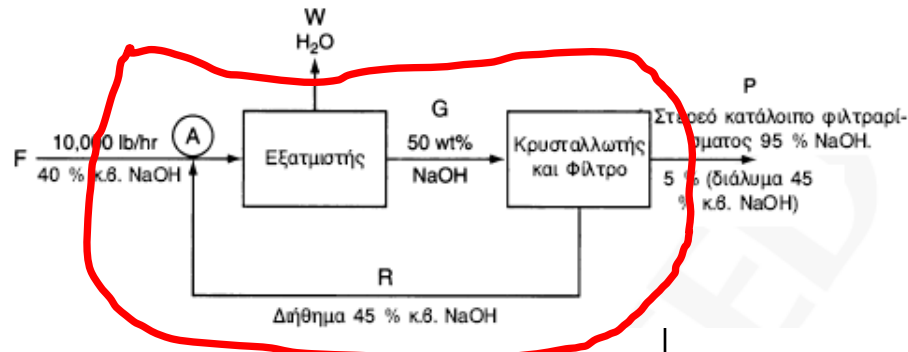 W
H₂O
P
G
Στερεό κατάλοιπο φιλτραρί-
σματος 95 % NaOH.
10,000 lb/hr
A
F
Εξατμιστής
50 wt%
Κρυσταλλωτής
και Φίλτρο
40 % κ.β. NaOH
NaOH
5 % (διάλυμα 45
% κ.β. NaOH)
R
Διήθημα 45 % κ.β. NaOH